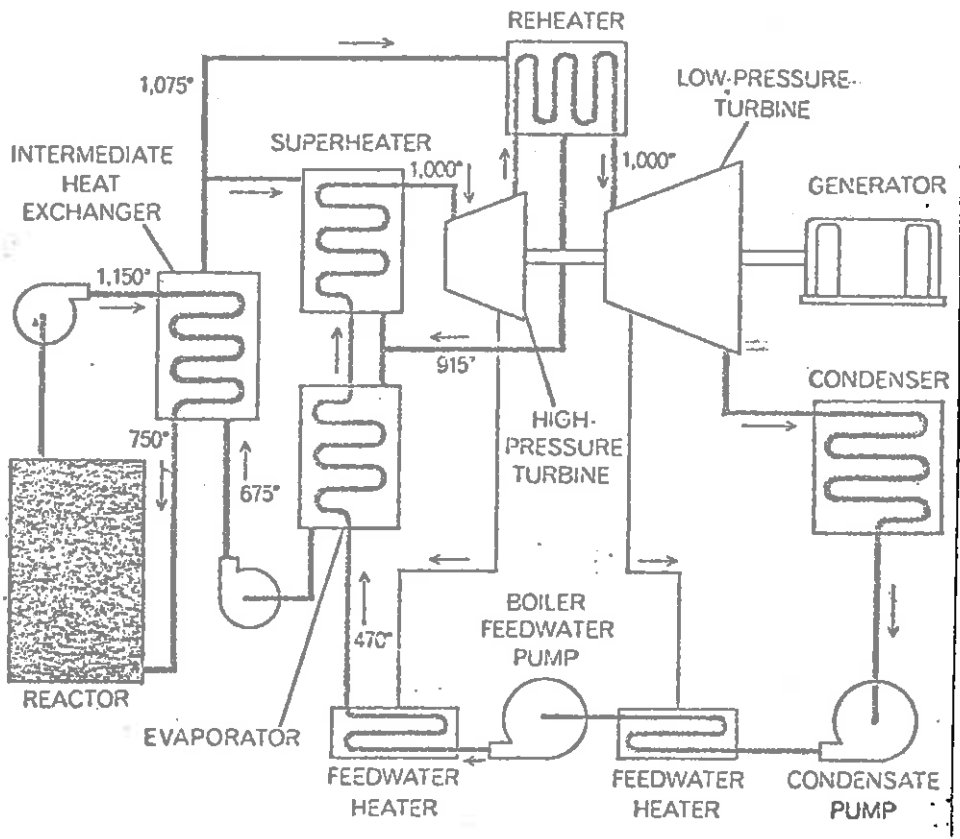 REHEATER
1,075°
LOW-PRESSURE-
TURBINE
SUPERHEATER
INTERMEDIATE
HEAT
EXCHANGER
1,000°
1,000°
GENERATOR
1,150°
915°
CONDENSER
750°
HIGH-
PRESSURE
TURBINE
675°
BOILER
FEEDWATER
PUMP
470°
REACTOR
EVAPORATOR
FEEDWATER
HEATER
FEEDWATER
HEATER
CONDENSATE
PUMP